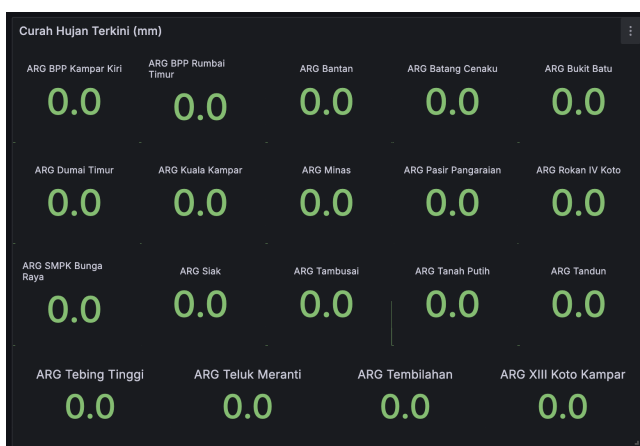 Curah Hujan Terkini (mm)
ARG BPP Kampar Kiri
0.0
ARG BPP Rumbai
Timur
0.0
ARG Bantan
0.0
ARG Batang Cenaku
0.0
ARG Bukit Batu
0.0
ARG Dumai Timur
0.0
ARG Kuala Kampar
0.0
ARG Minas
0.0
ARG Pasir Pangaraian
0.0
ARG Rokan IV Koto
0.0
ARG SMPK Bunga
Raya
0.0
ARG Siak
0.0
ARG Tambusai
0.0
ARG Tanah Putih
0.0
ARG Tandun
0.0
ARG Tebing Tinggi
0.0
ARG Teluk Meranti
0.0
ARG Tembilahan
0.0
ARG XIII Koto Kampar
0.0